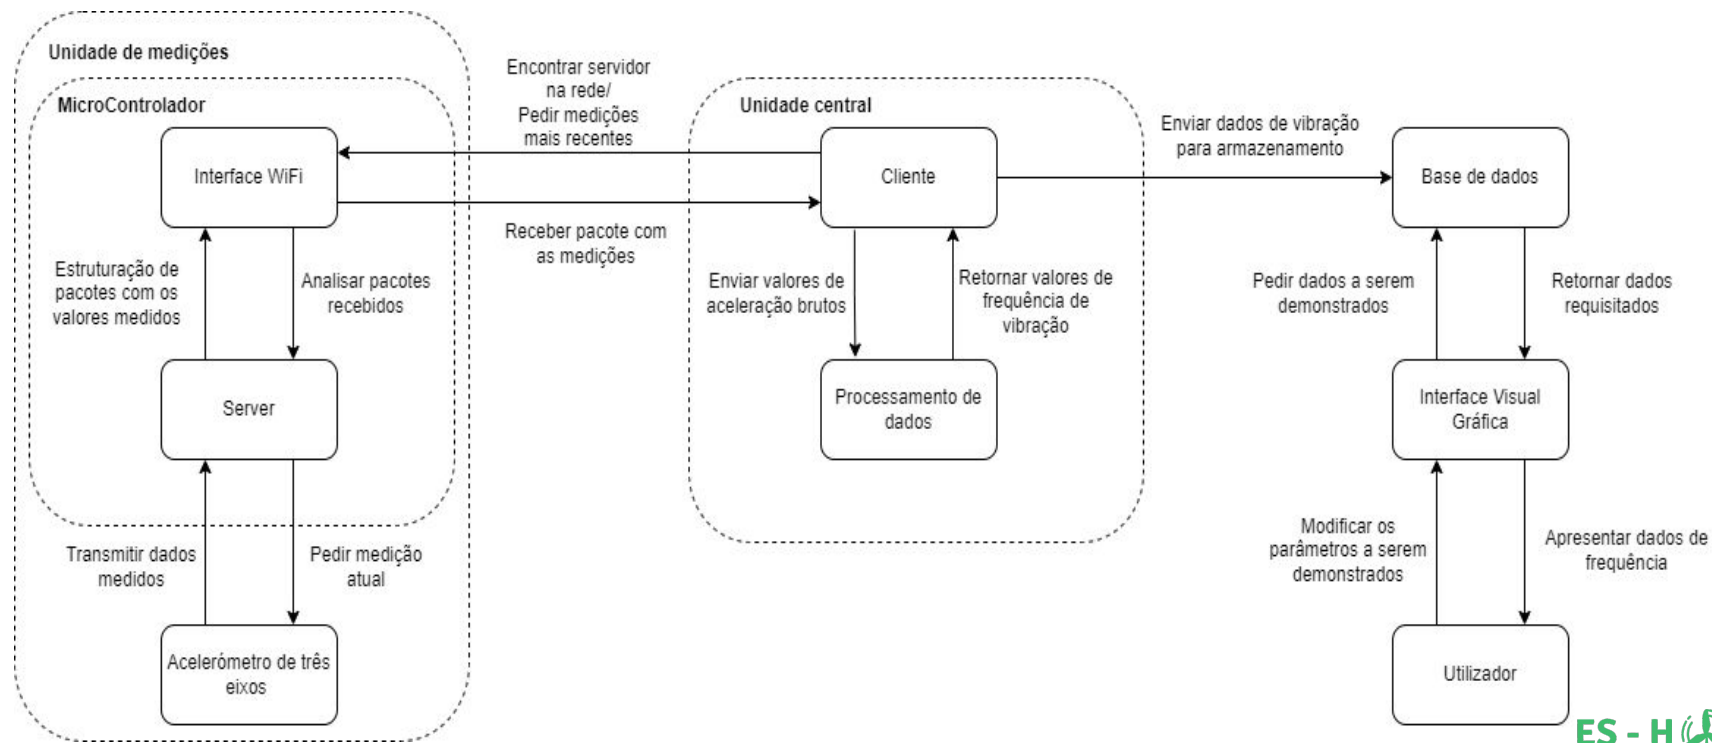 Unidade de medições
MicroControlador
Interface WiFi
Estruturação de
pacotes com os
valores medidos
Analisar pacotes
recebidos
Server
Transmitir dados
medidos
Pedir medição
atual
Acelerómetro de três
eixos
Encontrar servidor
na rede/
Pedir medições
mais recentes
Receber pacote com
as medições
Unidade central
Cliente
Enviar valores de
aceleração brutos
Retornar valores de
frequência de
vibração
Processamento de
dados
Enviar dados de vibração
para armazenamento
Base de dados
Pedir dados a serem
demonstrados
Retornar dados
requisitados
Interface Visual
Gráfica
Modificar os
parâmetros a serem
demonstrados
Apresentar dados de
frequência
Utilizador
ES - H